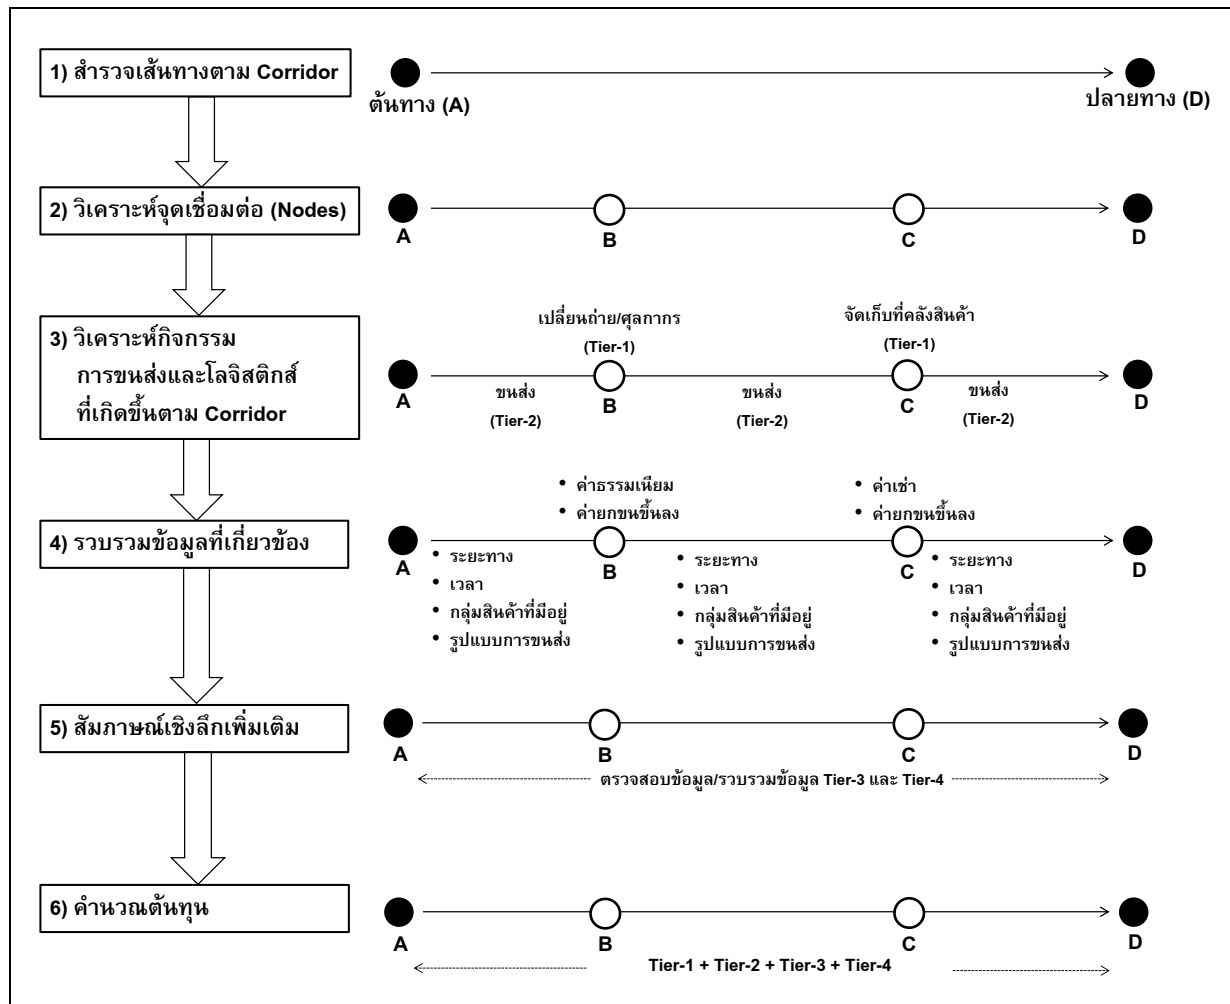 1) สำรวจเส้นทางตาม Corridor
ต้นทาง (A)
ปลายทาง (D)
2) วิเคราะห์จุดเชื่อมต่อ (Nodes)
A
B
C
D
3) วิเคราะห์กิจกรรม
การขนส่งและโลจิสติกส์
ที่เกิดขึ้นตาม Corridor
เปลี่ยนถ่าย/ศุลกากร
(Tier-1)
จัดเก็บที่คลังสินค้า
(Tier-1)
A
B
C
D
ขนส่ง
(Tier-2)
ขนส่ง
(Tier-2)
ขนส่ง
(Tier-2)
4) รวบรวมข้อมูลที่เกี่ยวข้อง
• ค่าธรรมเนียม
• ค่ายกขนขึ้นลง
• ค่าเช่า
• ค่ายกขนขึ้นลง
A
B
C
D
• ระยะทาง
• เวลา
• กลุ่มสินค้าที่มีอยู่
• รูปแบบการขนส่ง
• ระยะทาง
• เวลา
• กลุ่มสินค้าที่มีอยู่
• รูปแบบการขนส่ง
• ระยะทาง
• เวลา
• กลุ่มสินค้าที่มีอยู่
• รูปแบบการขนส่ง
5) สัมภาษณ์เชิงลึกเพิ่มเติม
A
B
C
D
ตรวจสอบข้อมูล/รวบรวมข้อมูล Tier-3 และ Tier-4
6) คำนวณต้นทุน
A
B
C
D
Tier-1 + Tier-2 + Tier-3 + Tier-4